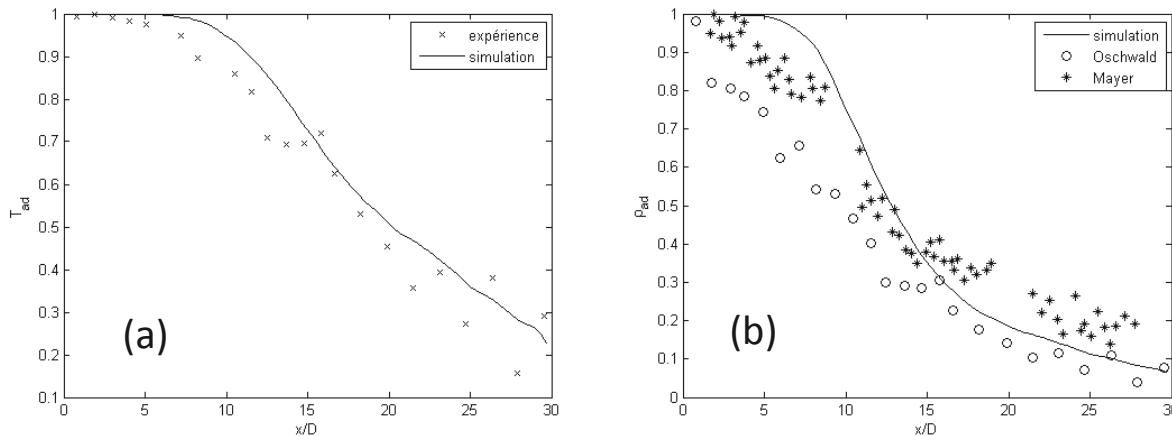 1
0.9
0.8
0.7
0.6
0.5
0.4
0.3
0.2
0.1
T_ad
0 5 10 15 20 25 30
x/D
expérience
simulation
(a)
1
0.9
0.8
0.7
0.6
0.5
0.4
0.3
0.2
0.1
0
ρ_ad
0 5 10 15 20 25 30
x/D
simulation
Oschwald
Mayer
(b)